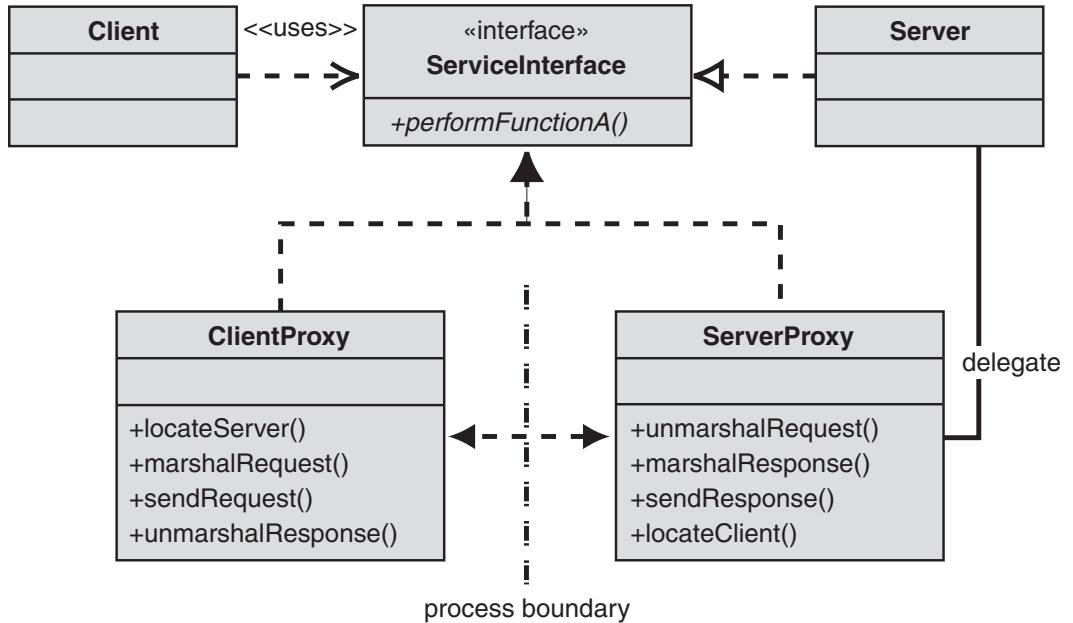 Client
<<uses>>
«interface»
ServiceInterface
+performFunctionA()
Server
ClientProxy
+locateServer()
+marshalRequest()
+sendRequest()
+unmarshalResponse()
ServerProxy
+unmarshalRequest()
+marshalResponse()
+sendResponse()
+locateClient()
delegate
process boundary